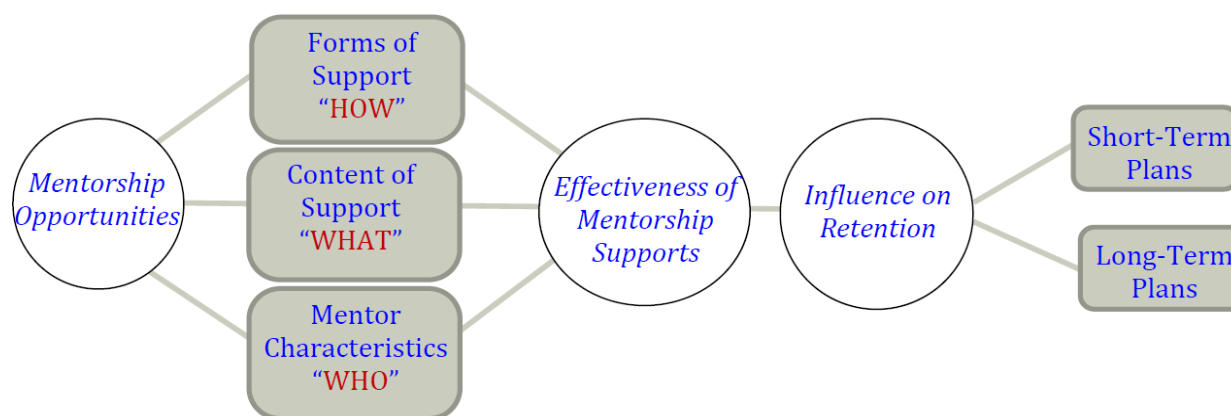 Mentorship
Opportunities
Forms of
Support
“HOW”
Content of
Support
“WHAT”
Mentor
Characteristics
“WHO”
Effectiveness of
Mentorship
Supports
Influence on
Retention
Short-Term
Plans
Long-Term
Plans